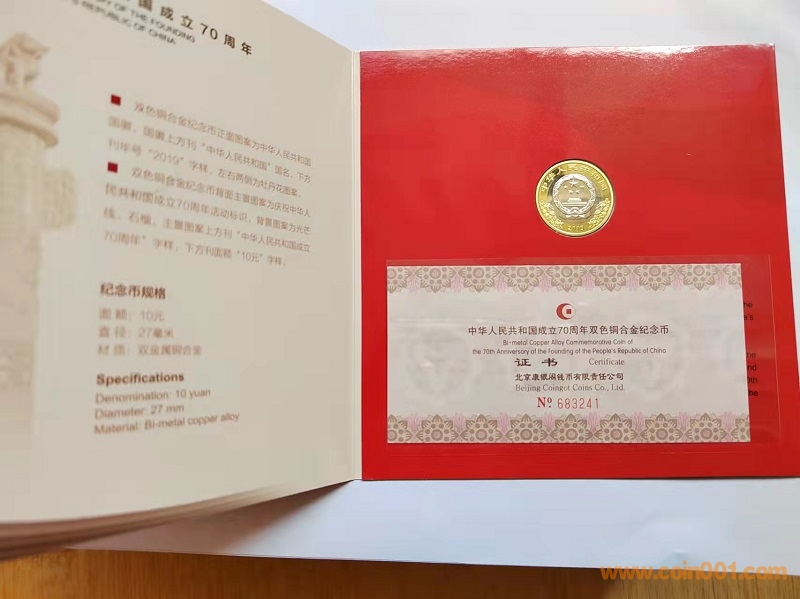 国成立70周年
OF THE FOUNDING
REPUBLIC OF CHINA
双色铜合金纪念币正面图案为中华人民共和国
国徽，国徽上方刊“中华人民共和国”国名，下方
刊年号“2019”字样，左右两侧为牡丹花图案。
双色铜合金纪念币背面主景图案为庆祝中华人
民共和国成立70周年活动标识，背景图案为光芒
线、石榴，主景图案上方刊“中华人民共和国成立
70周年”字样，下方刊面额“10元”字样。
纪念币规格
面 额：10元
直 径：27毫米
材 质：双金属铜合金
Specifications
Denomination: 10 yuan
Diameter: 27 mm
Material: Bi-metal copper alloy
中华人民共和国
2019
中华人民共和国成立70周年双色铜合金纪念币
Bi-metal Copper Alloy Commemorative Coin of
the 70th Anniversary of the Founding of the People's Republic of China
证 书 Certificate
北京康银阁钱币有限责任公司
Beijing Coingot Coins Co., Ltd.
No 683241
www.coin001.com